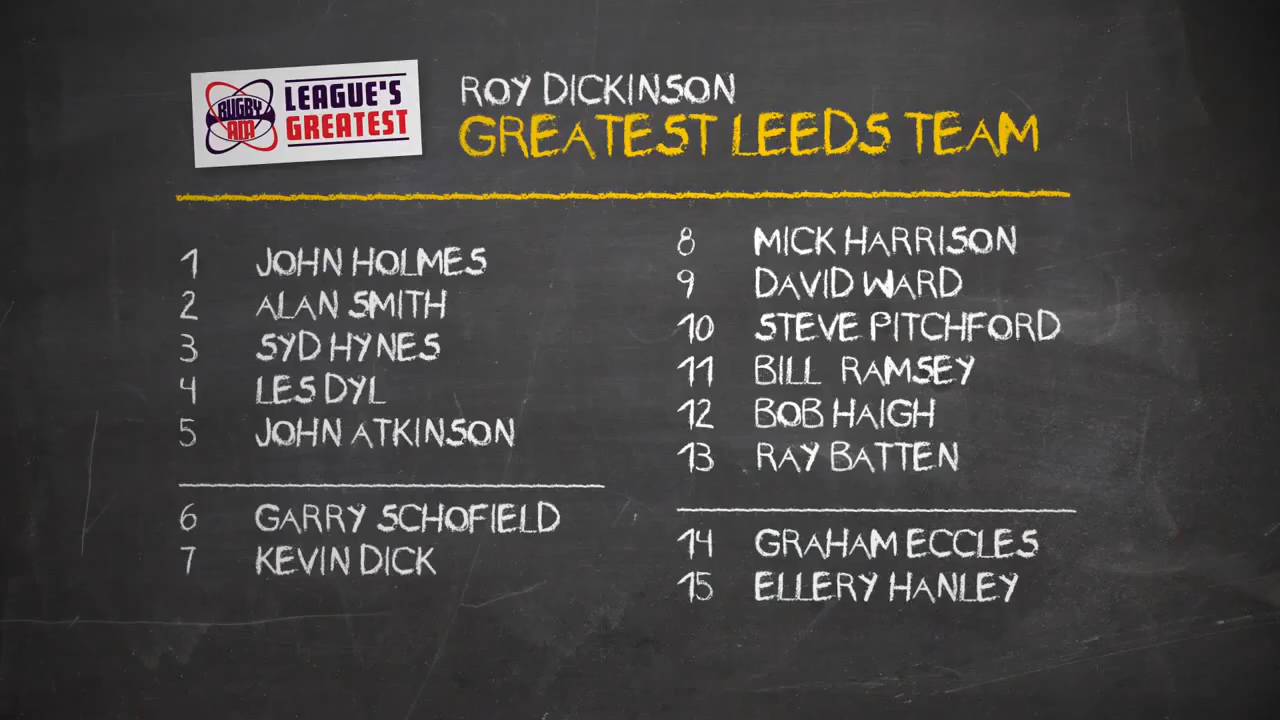 RUGBY
AM
LEAGUE'S
GREATEST
ROY DICKINSON
GREATEST LEEDS TEAM
1 JOHN HOLMES
2 ALAN SMITH
3 SYD HYNES
4 LES DYL
5 JOHN ATKINSON
6 GARRY SCHOFIELD
7 KEVIN DICK
8 MICK HARRISON
9 DAVID WARD
10 STEVE PITCHFORD
11 BILL RAMSEY
12 BOB HAIGH
13 RAY BATTEN
14 GRAHAM ECCLES
15 ELLERY HANLEY